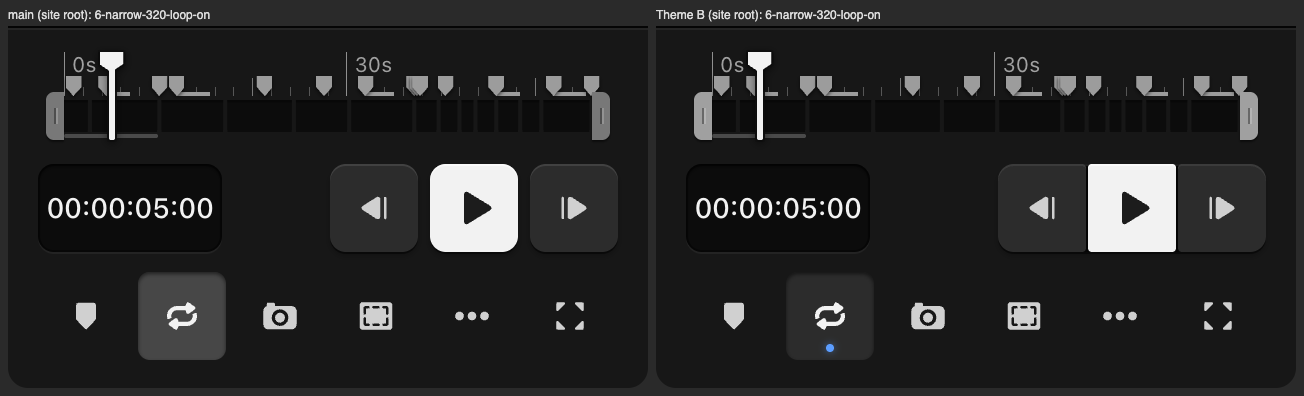 main (site root): 6-narrow-320-loop-on
0s 30s
00:00:05:00
Theme B (site root): 6-narrow-320-loop-on
0s 30s
00:00:05:00